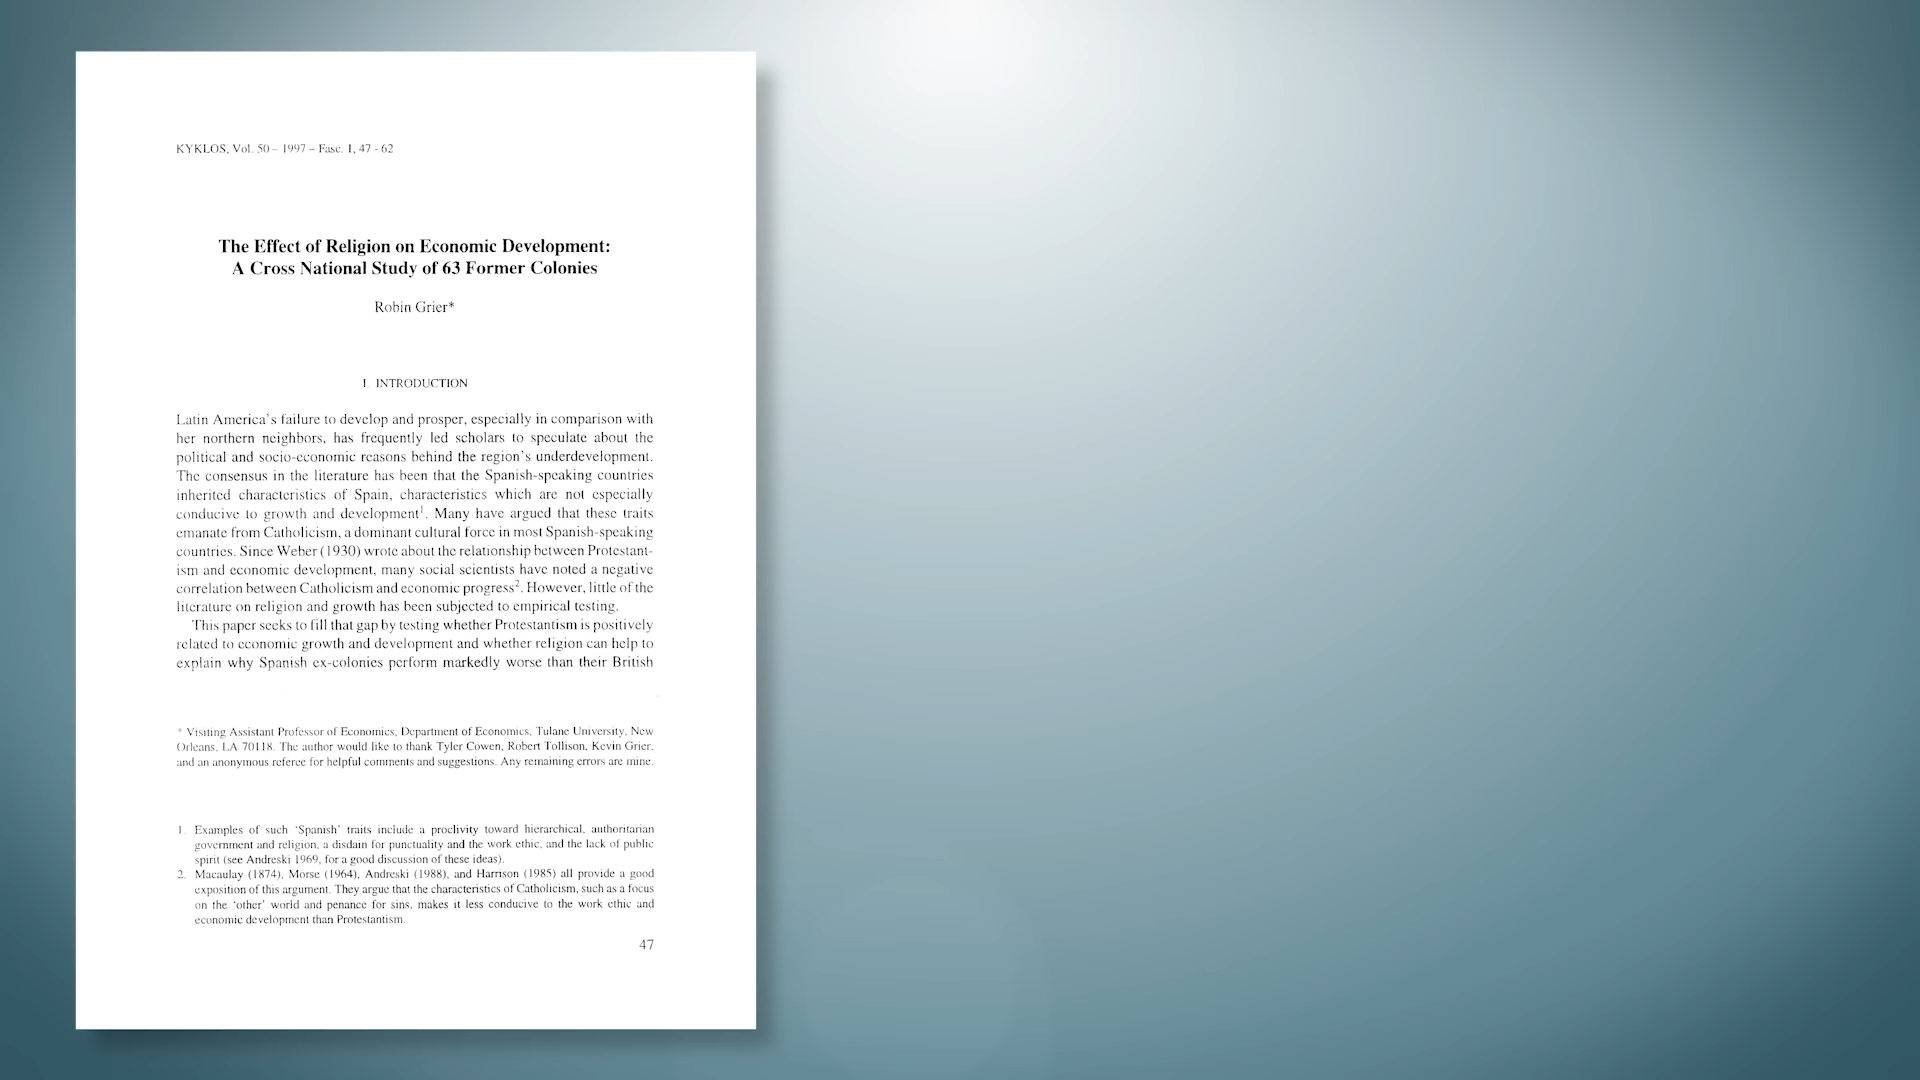 KYKLOS, Vol. 50 – 1997 – Fasc. 1, 47 - 62
The Effect of Religion on Economic Development:
A Cross National Study of 63 Former Colonies
Robin Grier*
I. INTRODUCTION
Latin America's failure to develop and prosper, especially in comparison with
her northern neighbors, has frequently led scholars to speculate about the
political and socio-economic reasons behind the region's underdevelopment.
The consensus in the literature has been that the Spanish-speaking countries
inherited characteristics of Spain, characteristics which are not especially
conducive to growth and development1. Many have argued that these traits
emanate from Catholicism, a dominant cultural force in most Spanish-speaking
countries. Since Weber (1930) wrote about the relationship between Protestant-
ism and economic development, many social scientists have noted a negative
correlation between Catholicism and economic progress2. However, little of the
literature on religion and growth has been subjected to empirical testing.
This paper seeks to fill that gap by testing whether Protestantism is positively
related to economic growth and development and whether religion can help to
explain why Spanish ex-colonies perform markedly worse than their British
* Visiting Assistant Professor of Economics, Department of Economics, Tulane University, New
Orleans, LA 70118. The author would like to thank Tyler Cowen, Robert Tollison, Kevin Grier,
and an anonymous referee for helpful comments and suggestions. Any remaining errors are mine.
1. Examples of such 'Spanish' traits include a proclivity toward hierarchical, authoritarian
government and religion, a disdain for punctuality and the work ethic, and the lack of public
spirit (see Andreski 1969, for a good discussion of these ideas).
2. Macaulay (1874), Morse (1964), Andreski (1988), and Harrison (1985) all provide a good
exposition of this argument. They argue that the characteristics of Catholicism, such as a focus
on the 'other' world and penance for sins, makes it less conducive to the work ethic and
economic development than Protestantism.
47